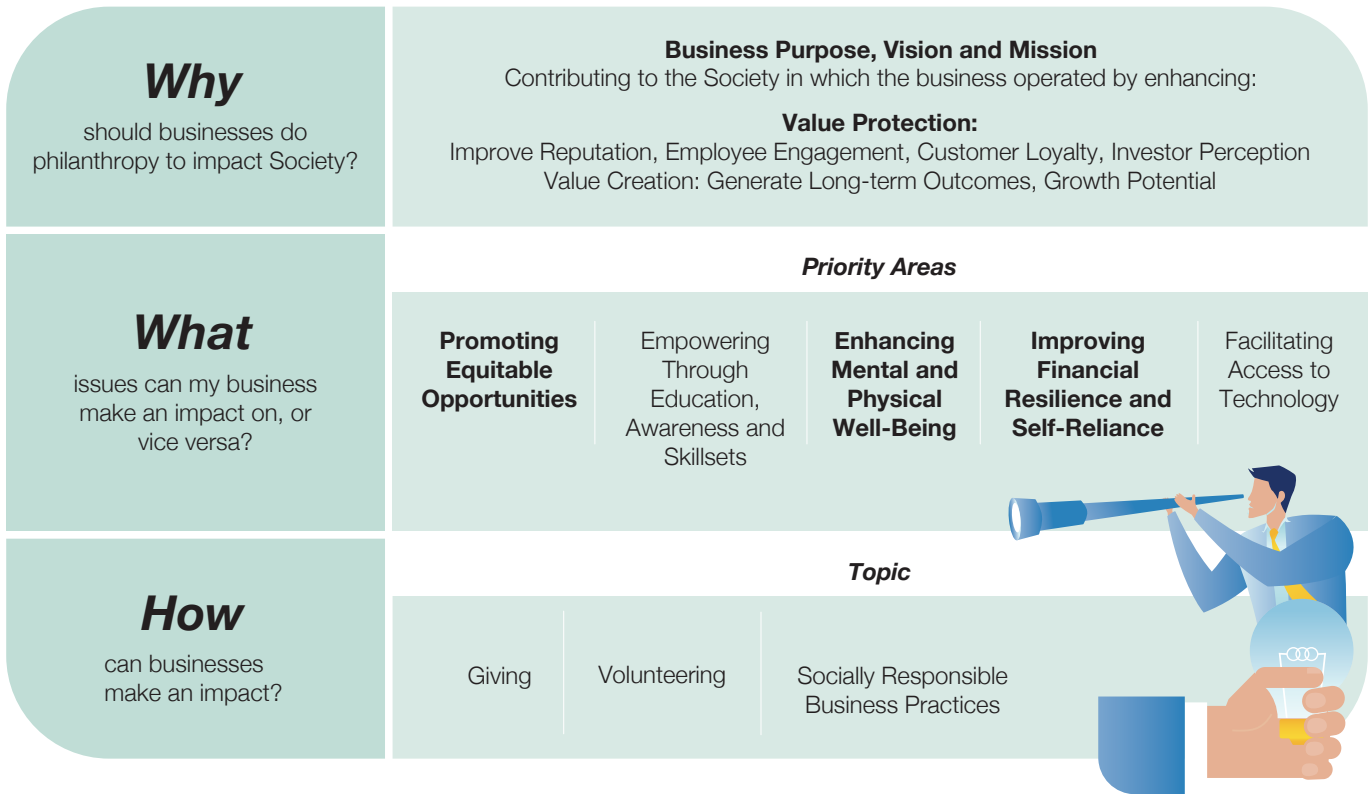 Why
should businesses do
philanthropy to impact Society?
Business Purpose, Vision and Mission
Contributing to the Society in which the business operated by enhancing:
Value Protection:
Improve Reputation, Employee Engagement, Customer Loyalty, Investor Perception
Value Creation: Generate Long-term Outcomes, Growth Potential
What
issues can my business
make an impact on, or
vice versa?
Priority Areas
Promoting
Equitable
Opportunities
Empowering
Through
Education,
Awareness and
Skillsets
Enhancing
Mental and
Physical
Well-Being
Improving
Financial
Resilience and
Self-Reliance
Facilitating
Access to
Technology
How
can businesses
make an impact?
Topic
Giving
Volunteering
Socially Responsible
Business Practices